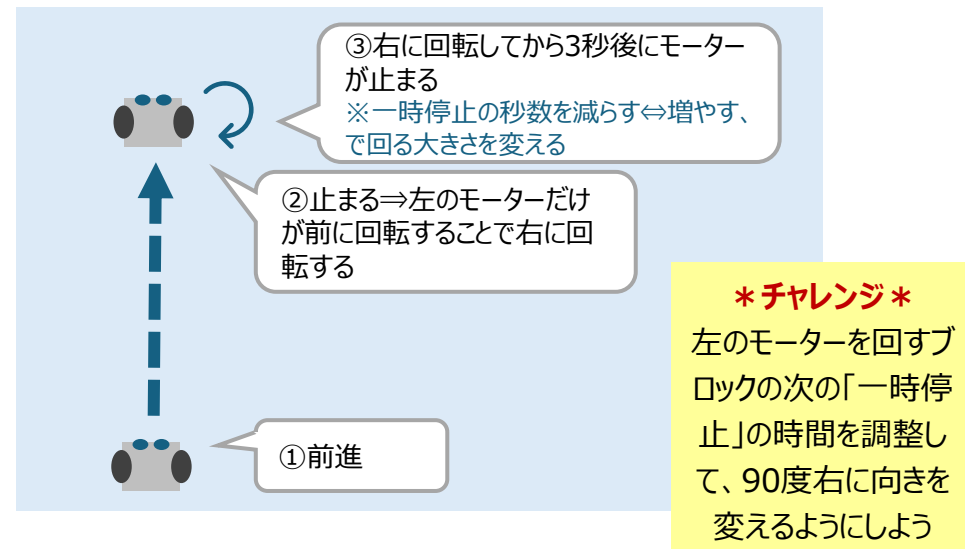 ③右に回転してから3秒後にモーター
が止まる
※一時停止の秒数を減らす⇔増やす、
で回る大きさを変える
②止まる⇒左のモーターだけ
が前に回転することで右に回
転する
①前進
＊チャレンジ＊
左のモーターを回すブ
ロックの次の「一時停
止」の時間を調整し
て、90度右に向きを
変えるようにしよう